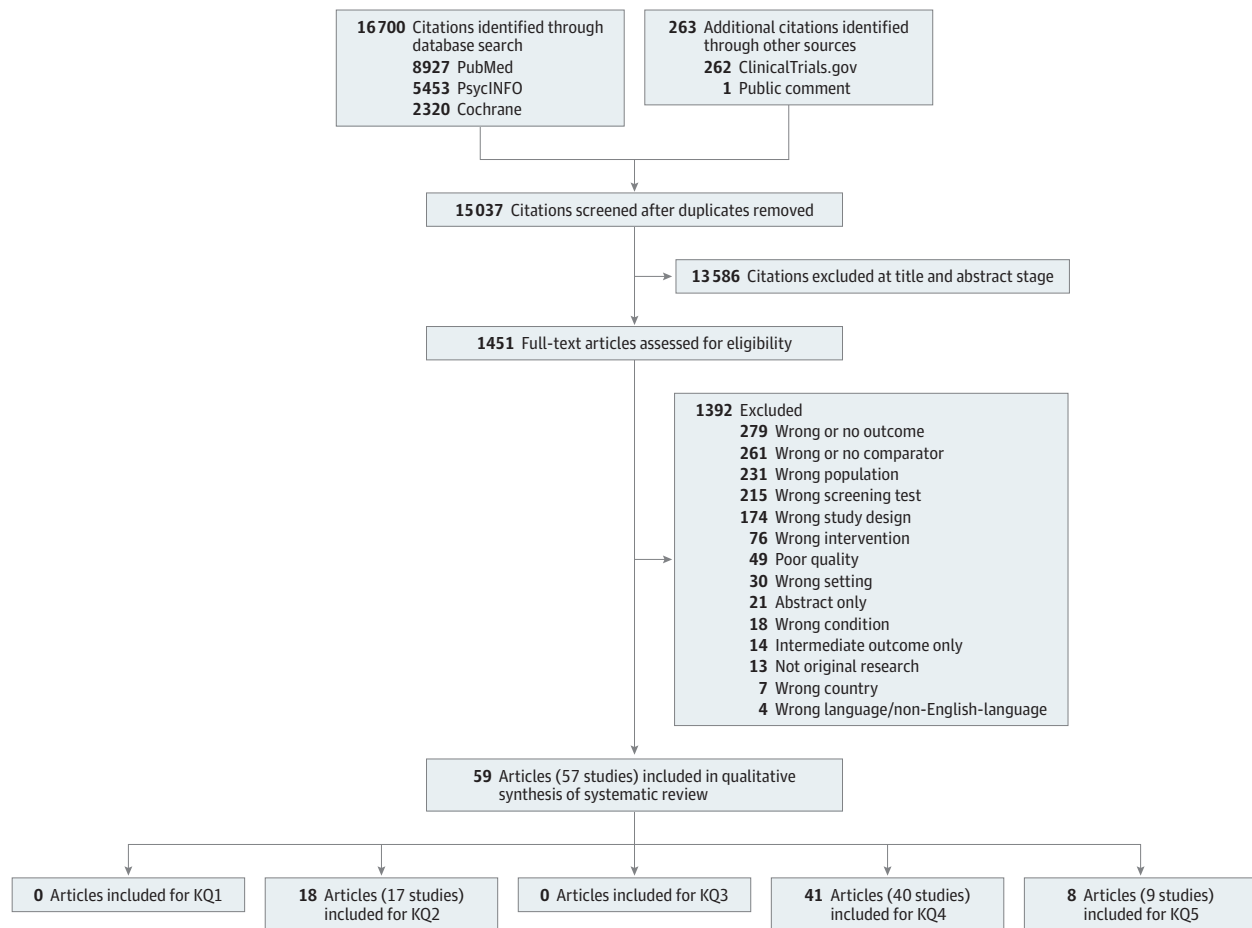 16700 Citations identified through
database search
8927 PubMed
5453 PsycINFO
2320 Cochrane
263 Additional citations identified
through other sources
262 ClinicalTrials.gov
1 Public comment
15037 Citations screened after duplicates removed
13586 Citations excluded at title and abstract stage
1451 Full-text articles assessed for eligibility
1392 Excluded
279 Wrong or no outcome
261 Wrong or no comparator
231 Wrong population
215 Wrong screening test
174 Wrong study design
76 Wrong intervention
49 Poor quality
30 Wrong setting
21 Abstract only
18 Wrong condition
14 Intermediate outcome only
13 Not original research
7 Wrong country
4 Wrong language/non-English-language
59 Articles (57 studies) included in qualitative
synthesis of systematic review
0 Articles included for KQ1
18 Articles (17 studies)
included for KQ2
0 Articles included for KQ3
41 Articles (40 studies)
included for KQ4
8 Articles (9 studies)
included for KQ5